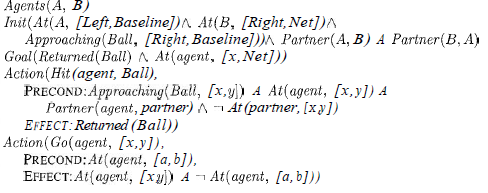 Agents(A, B)
Init(At(A, [Left,Baseline])∧ At(B, [Right,Net])∧
Approaching(Ball, [Right,Baseline]))∧ Partner(A,B) A Partner(B,A)
Goal(Returned(Ball) ∧ At(agent, [x,Net]))
Action(Hit(agent, Ball),
PRECOND:Approaching(Ball, [x,y]) A At(agent, [x,y]) A
Partner(agent,partner) ∧ ¬ At(partner, [x,y])
EFFECT:Returned (Ball))
Action(Go(agent, [x,y]),
PRECOND:At(agent, [a,b]),
EFFECT:At(agent, [x,y]) A ¬ At(agent, [a,b]))